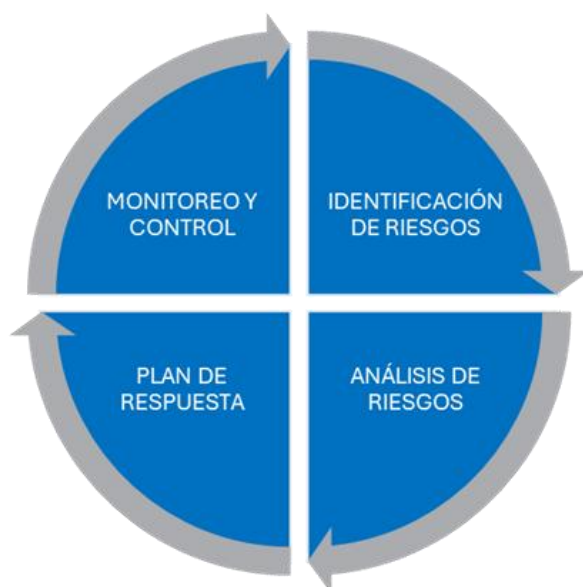 MONITOREO Y
CONTROL
IDENTIFICACIÓN
DE RIESGOS
PLAN DE
RESPUESTA
ANÁLISIS DE
RIESGOS